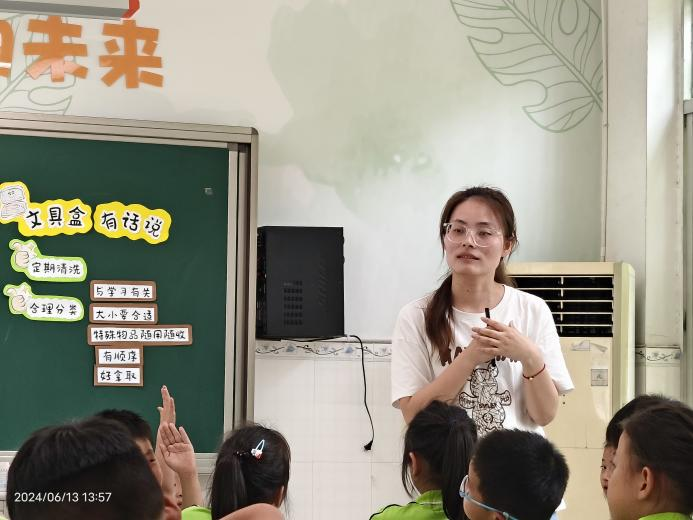 未来
文具盒 有话说
定期清洗
合理分类
与学习有关
大小要合适
特殊物品随用随收
有顺序
好拿取
2024/06/13 13:57